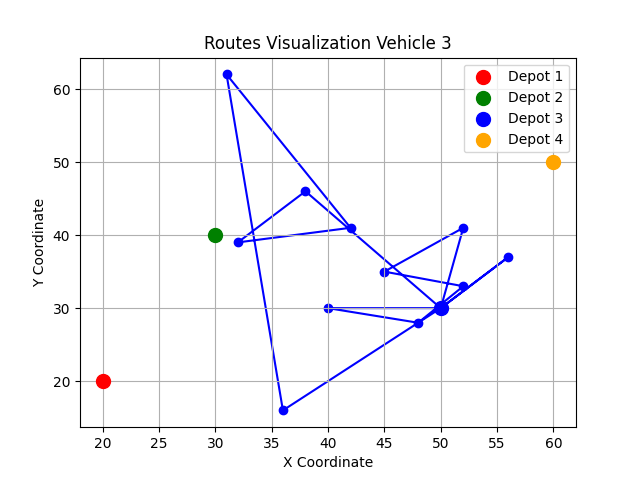 Routes Visualization Vehicle 3
Depot 1
Depot 2
Depot 3
Depot 4
60
50
40
30
20
Y Coordinate
20 25 30 35 40 45 50 55 60
X Coordinate